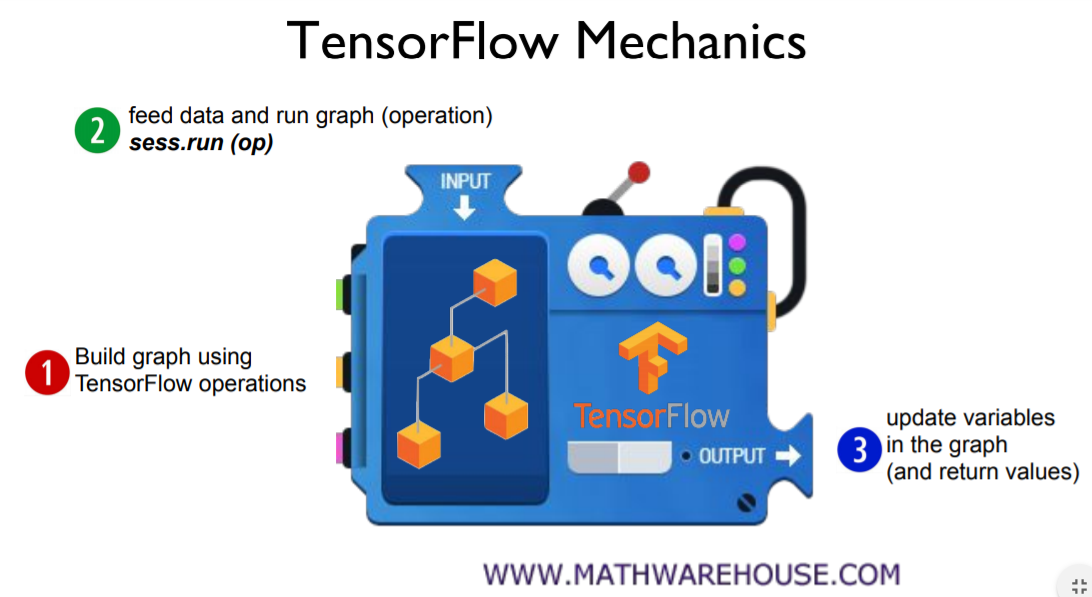 TensorFlow Mechanics
2
feed data and run graph (operation)
sess.run (op)
INPUT
1
Build graph using
TensorFlow operations
TensorFlow
OUTPUT
3
update variables
in the graph
(and return values)
WWW.MATHWAREHOUSE.COM